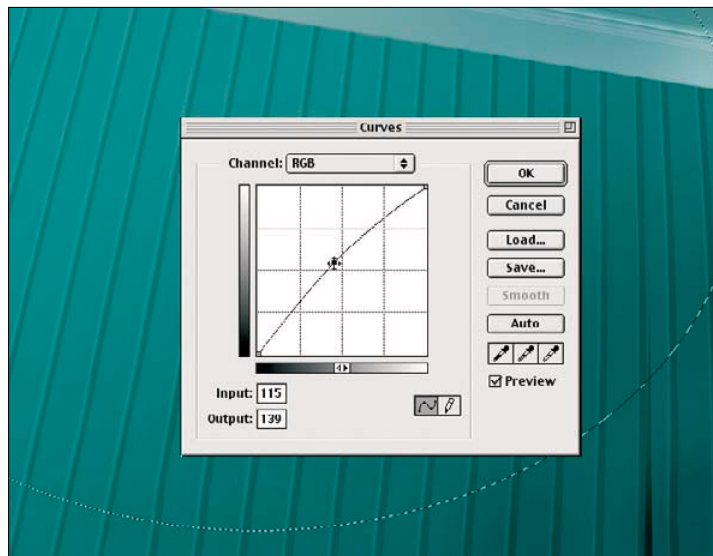 Curves
Channel: RGB
OK
Cancel
Load...
Save...
Smooth
Auto
Preview
Input: 115
Output: 139